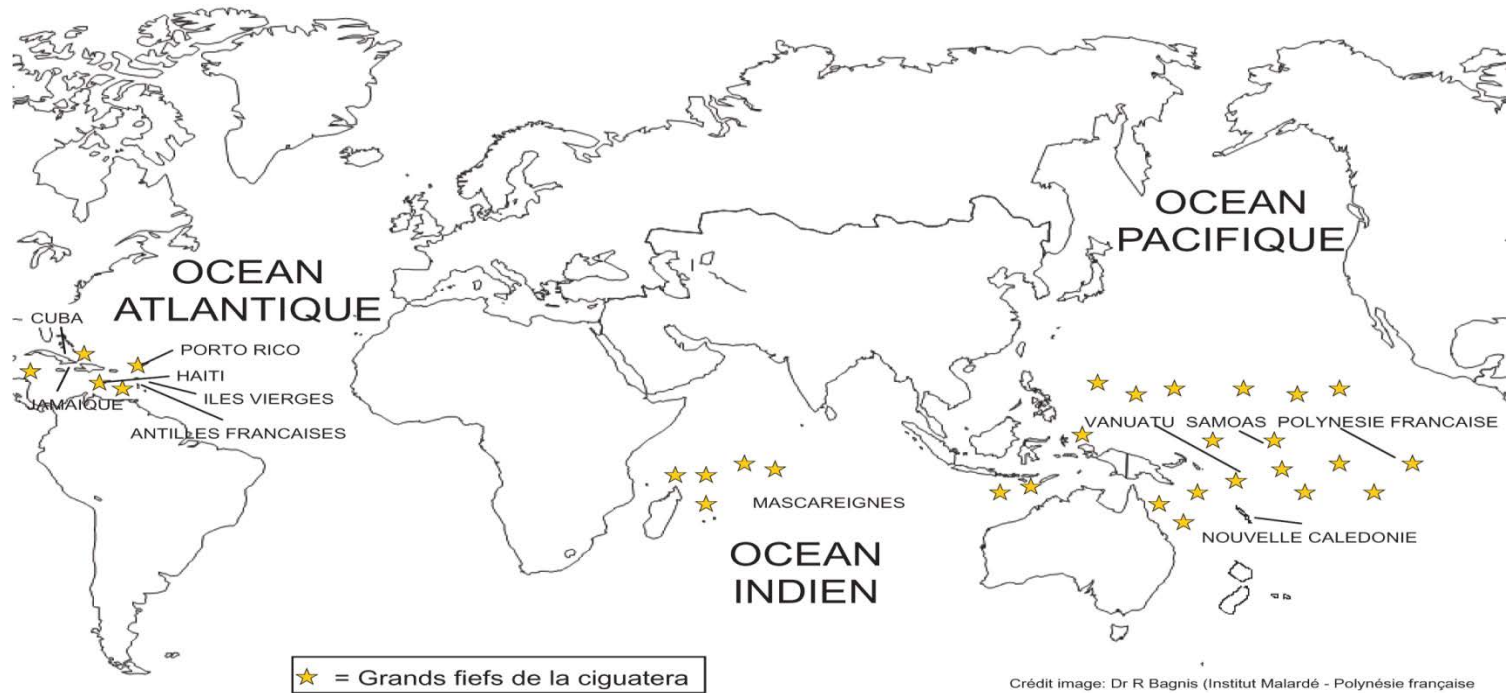 OCEAN
PACIFIQUE
OCEAN
ATLANTIQUE
CUBA
PORTO RICO
HAITI
ILES VIERGES
JAMAIQUE
ANTILLES FRANCAISES
VANUATU SAMOAS POLYNESIE FRANCAISE
MASCAREIGNES
NOUVELLE CALEDONIE
OCEAN
INDIEN
= Grands fiefs de la ciguatera
Crédit image: Dr R Bagnis (Institut Malardé - Polynésie française